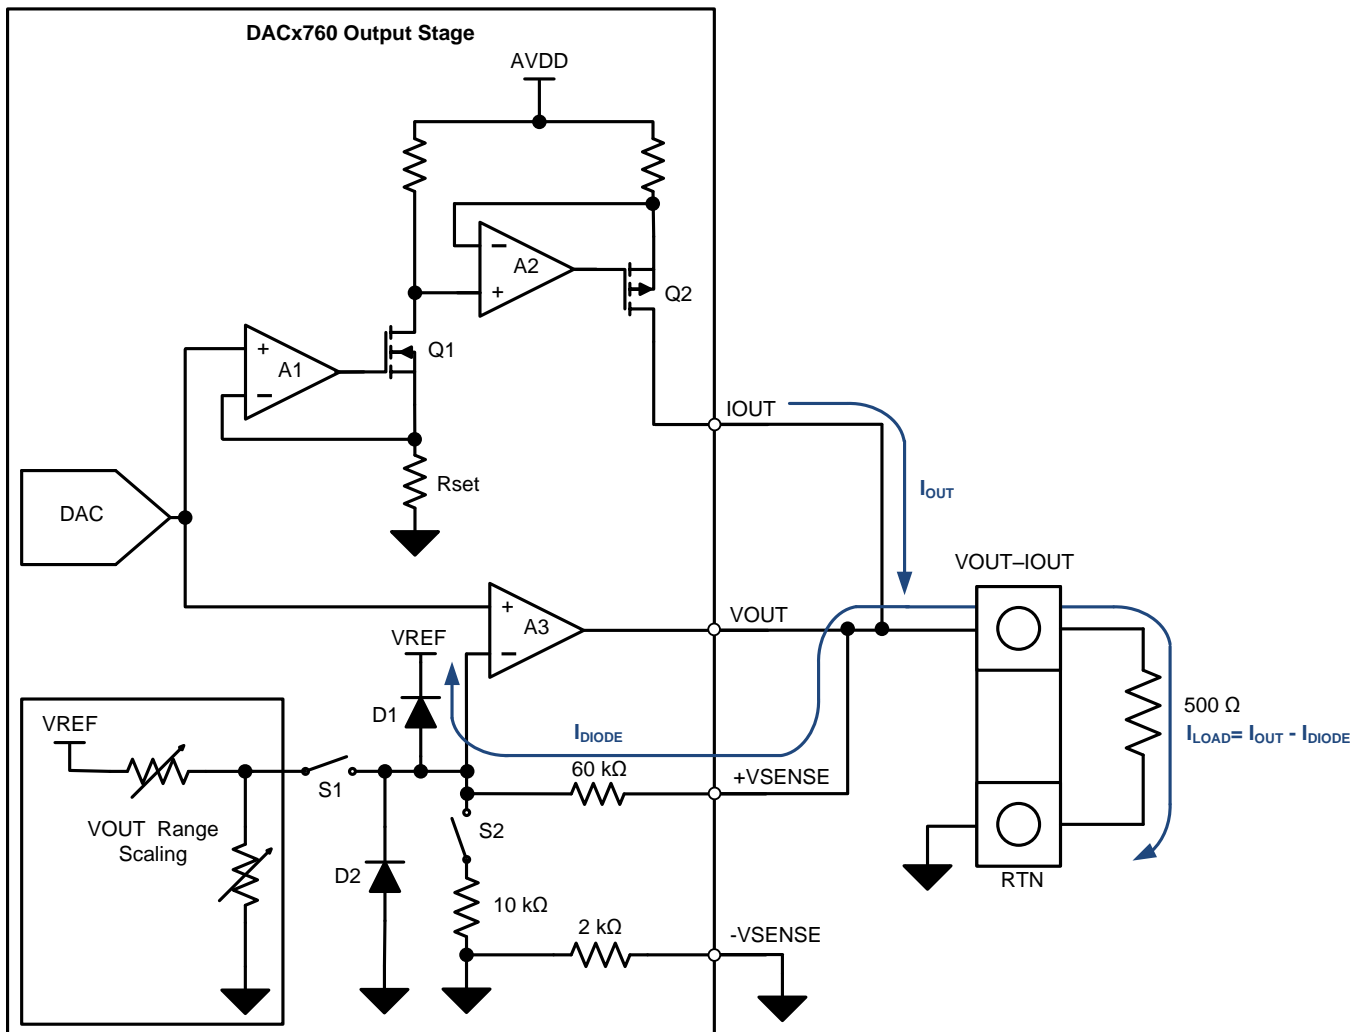 DACx760 Output Stage
AVDD
A2
+
−
Q2
Q1
A1
+
−
IOUT
IOUT
Rset
DAC
VOUT–IOUT
VOUT
A3
+
−
VREF
D1
500 Ω
ILOAD= IOUT - IDIODE
VREF
IDIODE
60 kΩ
+VSENSE
S1
S2
VOUT Range
Scaling
D2
RTN
10 kΩ
2 kΩ
-VSENSE